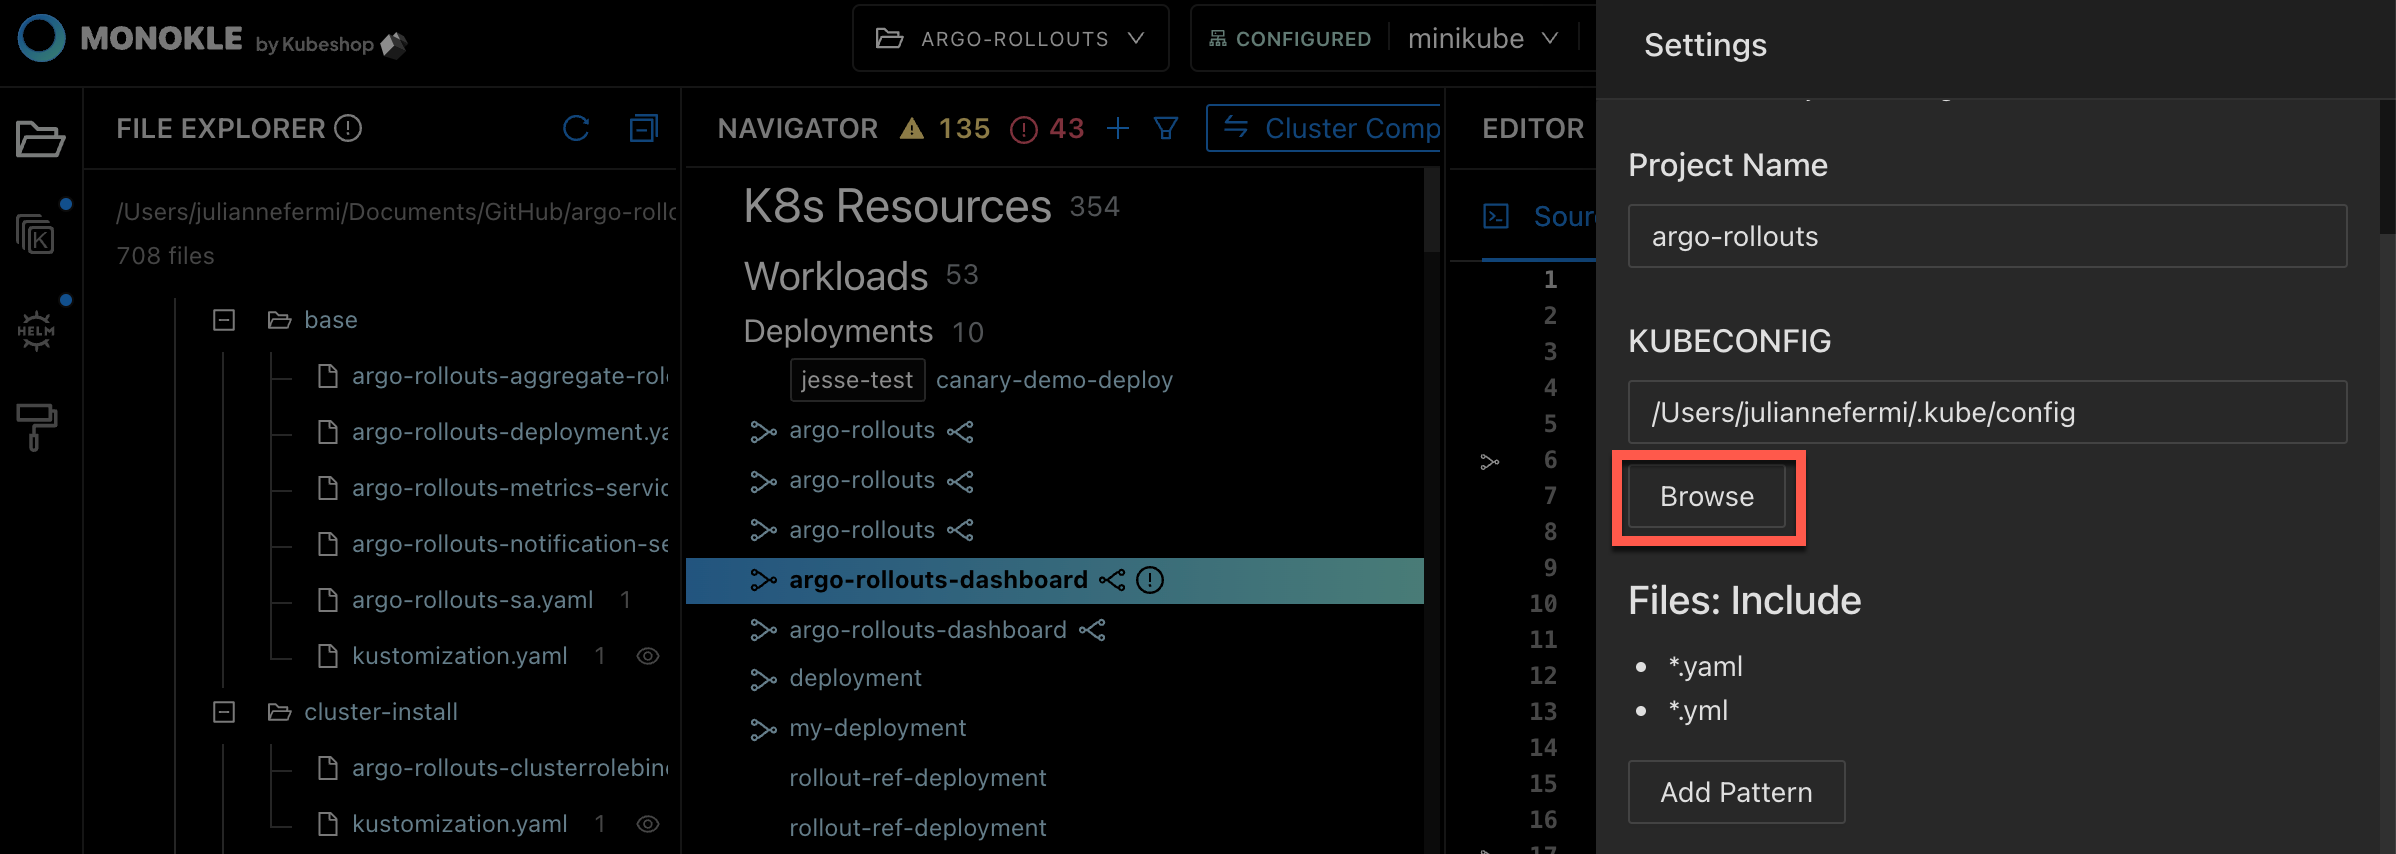 MONOKLE by Kubeshop
ARGO-ROLLOUTS
CONFIGURED minikube
Settings
FILE EXPLORER
/Users/juliannefermi/Documents/GitHub/argo-rollo
708 files
base
argo-rollouts-aggregate-role
argo-rollouts-deployment.ya
argo-rollouts-metrics-servic
argo-rollouts-notification-se
argo-rollouts-sa.yaml 1
kustomization.yaml 1
cluster-install
argo-rollouts-clusterrolebind
kustomization.yaml 1
K
HELM
NAVIGATOR 135 43 Cluster Comp
K8s Resources 354
Workloads 53
Deployments 10
jesse-test canary-demo-deploy
argo-rollouts
argo-rollouts
argo-rollouts
argo-rollouts-dashboard
argo-rollouts-dashboard
deployment
my-deployment
rollout-ref-deployment
rollout-ref-deployment
EDITOR
Sour
1
2
3
4
5
6
7
8
9
10
11
12
13
14
15
16
17
Project Name
argo-rollouts
KUBECONFIG
/Users/juliannefermi/.kube/config
Browse
Files: Include
• *.yaml
• *.yml
Add Pattern